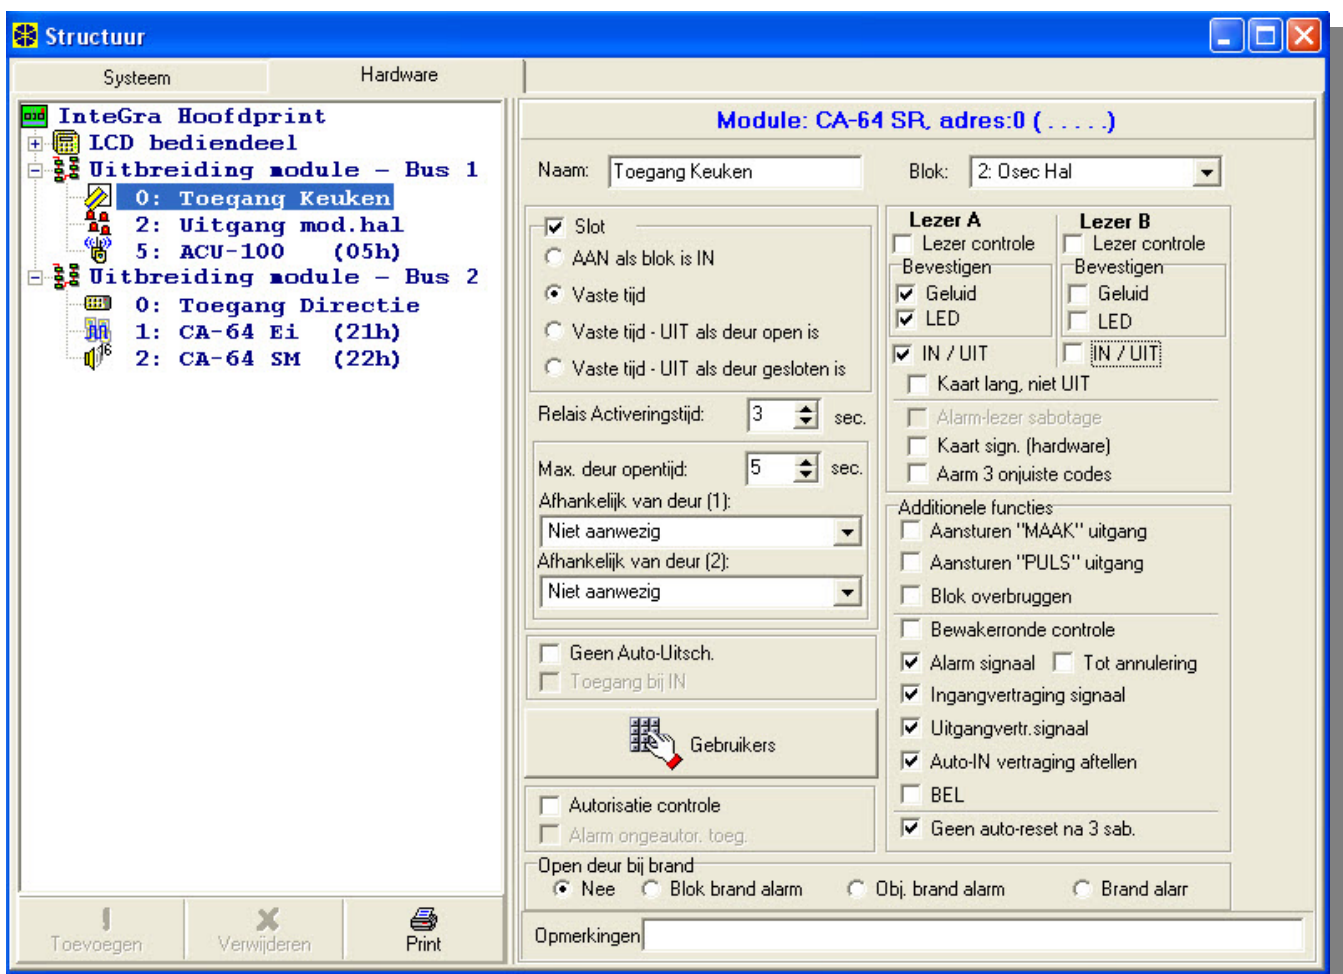 Structuur
Systeem
Hardware
InteGra Hoofdprint
LCD bediendeel
Uitbreiding module - Bus 1
0: Toegang Keuken
2: Uitgang mod.hal
5: ACU-100 (05h)
Uitbreiding module - Bus 2
0: Toegang Directie
1: CA-64 Ei (21h)
2: CA-64 SM (22h)
Toevoegen
Verwijderen
Print
Module: CA-64 SR, adres:0 ( . . . . .)
Naam: Toegang Keuken
Blok: 2: Osec Hal
Slot
AAN als blok is IN
Vaste tijd
Vaste tijd - UIT als deur open is
Vaste tijd - UIT als deur gesloten is
Relais Activeringstijd: 3 sec.
Max. deur opentijd: 5 sec.
Afhankelijk van deur (1):
Niet aanwezig
Afhankelijk van deur (2):
Niet aanwezig
Geen Auto-Uitsch.
Toegang bij IN
Gebruikers
Autorisatie controle
Alarm ongeautor. toeg.
Lezer A
Lezer controle
Bevestigen
Geluid
LED
IN / UIT
Lezer B
Lezer controle
Bevestigen
Geluid
LED
IN / UIT
Kaart lang, niet UIT
Alarm-lezer sabotage
Kaart sign. (hardware)
Aarm 3 onjuiste codes
Additionele functies
Aansturen "MAAK" uitgang
Aansturen "PULS" uitgang
Blok overbruggen
Bewakerronde controle
Alarm signaal Tot annulering
Ingangvertraging signaal
Uitgangvertr.signaal
Auto-IN vertraging aftellen
BEL
Geen auto-reset na 3 sab.
Open deur bij brand
Nee Blok brand alarm Obj. brand alarm Brand alarr
Opmerkingen